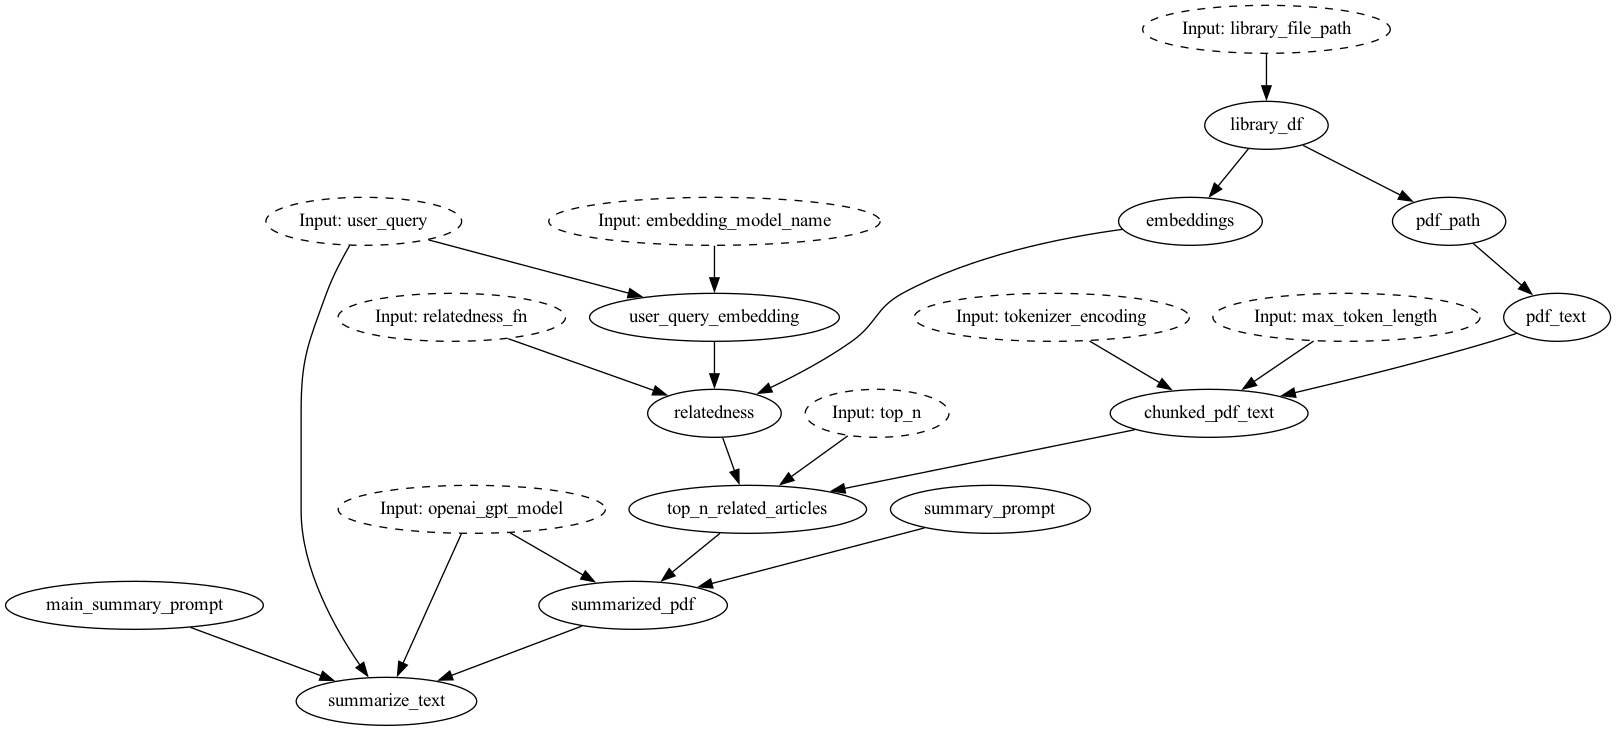 Input: library_file_path
library_df
Input: user_query
Input: embedding_model_name
embeddings
pdf_path
Input: relatedness_fn
user_query_embedding
Input: tokenizer_encoding
Input: max_token_length
pdf_text
relatedness
Input: top_n
chunked_pdf_text
Input: openai_gpt_model
top_n_related_articles
summary_prompt
main_summary_prompt
summarized_pdf
summarize_text